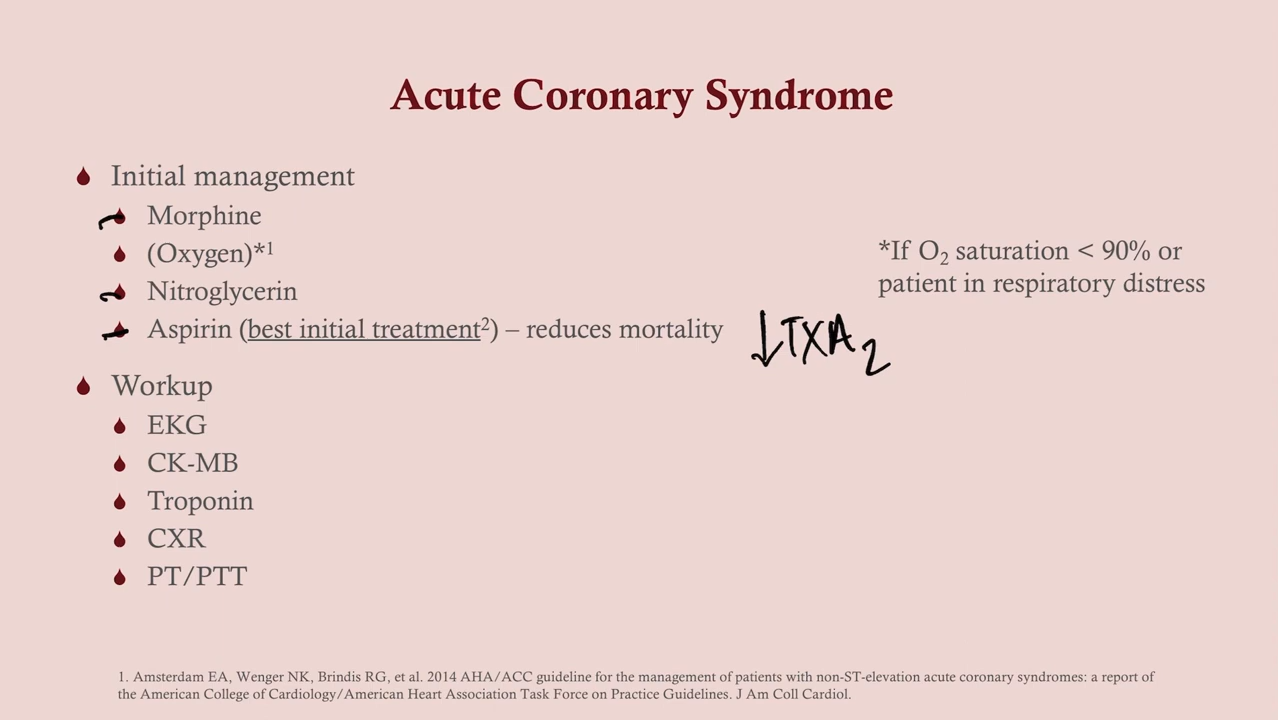 Acute Coronary Syndrome
Initial management
Morphine
(Oxygen)*1
Nitroglycerin
Aspirin (best initial treatment2) – reduces mortality
*If O2 saturation < 90% or
patient in respiratory distress
↓TXA2
Workup
EKG
CK-MB
Troponin
CXR
PT/PTT
1. Amsterdam EA, Wenger NK, Brindis RG, et al. 2014 AHA/ACC guideline for the management of patients with non-ST-elevation acute coronary syndromes: a report of
the American College of Cardiology/American Heart Association Task Force on Practice Guidelines. J Am Coll Cardiol.